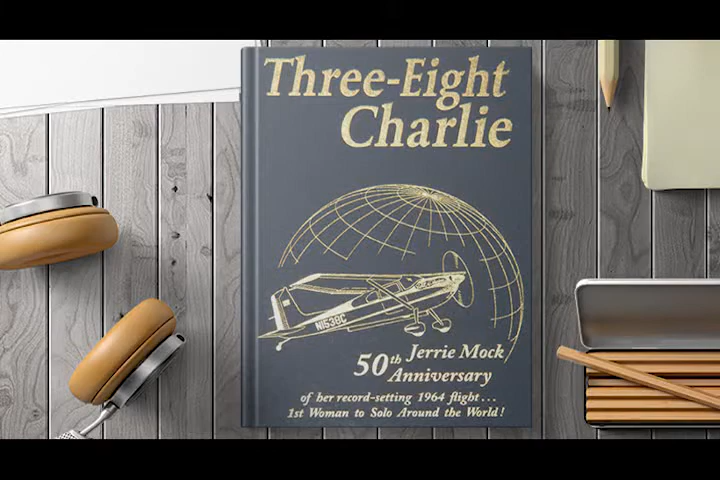 Three-Eight
Charlie
N1538C
50th Jerrie Mock
Anniversary
of her record-setting 1964 flight...
1st Woman to Solo Around the World!